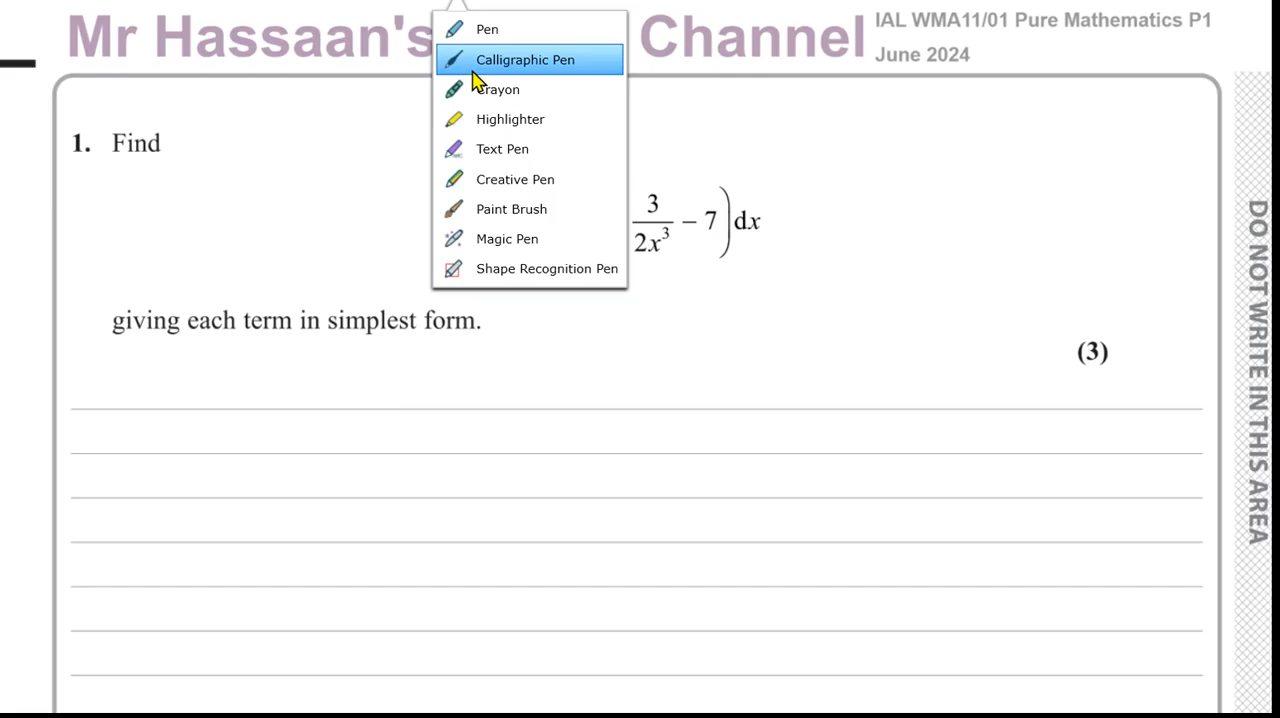 Mr Hassaan's Channel
IAL WMA11/01 Pure Mathematics P1
June 2024
Pen
Calligraphic Pen
Crayon
Highlighter
Text Pen
Creative Pen
Paint Brush
Magic Pen
Shape Recognition Pen
1. Find
3/(2x³) − 7) dx
giving each term in simplest form.
(3)
DO NOT WRITE IN THIS AREA